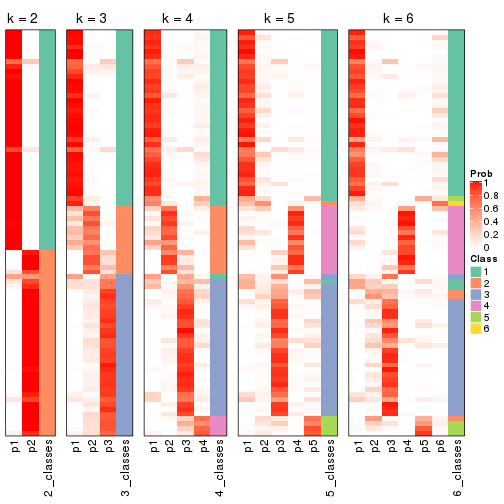 k = 2
k = 3
k = 4
k = 5
k = 6
p1
p2
2_classes
p1
p2
p3
3_classes
p1
p2
p3
p4
4_classes
p1
p2
p3
p4
p5
5_classes
p1
p2
p3
p4
p5
p6
6_classes
Prob
1
0.8
0.6
0.4
0.2
0
Class
1
2
3
4
5
6